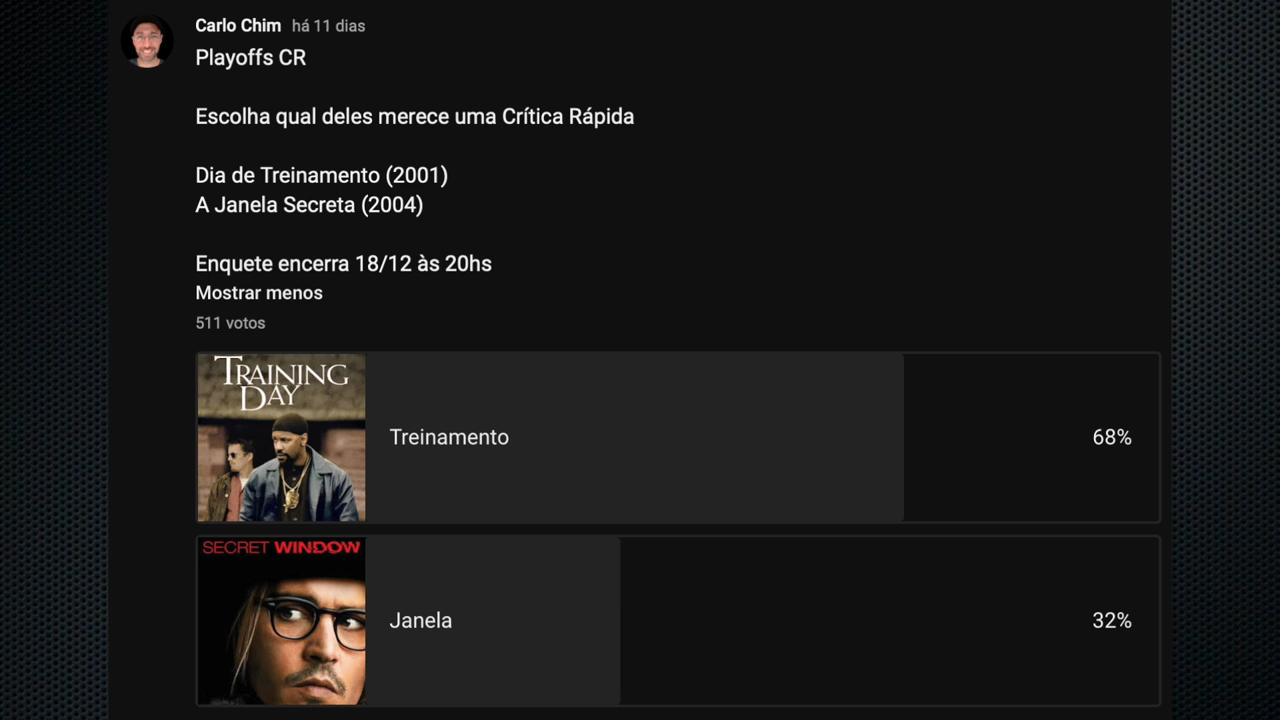 Carlo Chim há 11 dias
Playoffs CR
Escolha qual deles merece uma Crítica Rápida
Dia de Treinamento (2001)
A Janela Secreta (2004)
Enquete encerra 18/12 às 20hs
Mostrar menos
511 votos
TRAINING
DAY
Treinamento
68%
SECRET WINDOW
Janela
32%